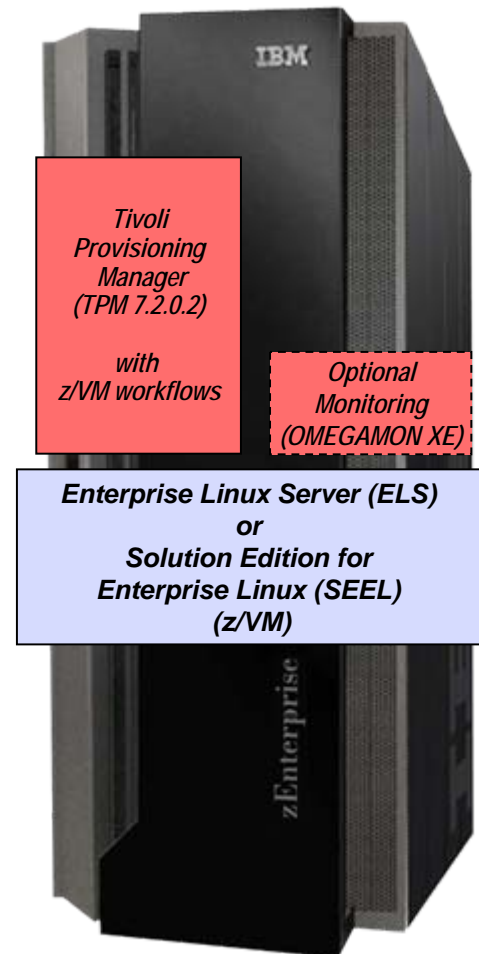 IBM
Tivoli
Provisioning
Manager
(TPM 7.2.0.2)
with
z/VM workflows
Optional
Monitoring
(OMEGAMON XE)
Enterprise Linux Server (ELS)
or
Solution Edition for
Enterprise Linux (SEEL)
(z/VM)
zEnterprise